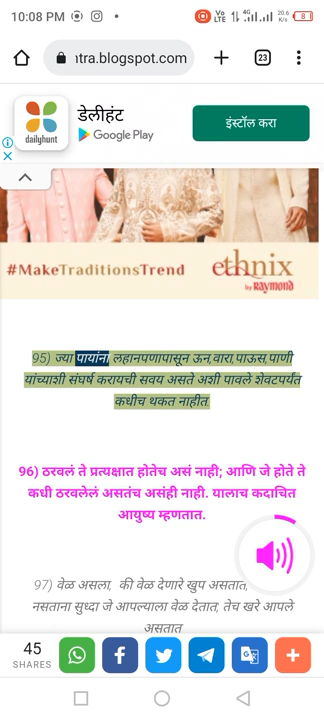 10:08 PM
Vo LTE 4G 20.6 K/s 8
ntra.blogspot.com
23
डेलीहंट
Google Play
dailyhunt
इंस्टॉल करा
#MakeTraditionsTrend
ethnix
by Raymond
95) ज्या पायांना लहानपणापासून ऊन,वारा,पाऊस,पाणी
यांच्याशी संघर्ष करायची सवय असते अशी पावले शेवटपर्यंत
कधीच थकत नाहीत.
96) ठरवलं ते प्रत्यक्षात होतेच असं नाही; आणि जे होते ते
कधी ठरवलेलं असतंच असंही नाही. यालाच कदाचित
आयुष्य म्हणतात.
97) वेळ असला, की वेळ देणारे खुप असतात,
नसताना सुध्दा जे आपल्याला वेळ देतात; तेच खरे आपले
असतात
45
SHARES